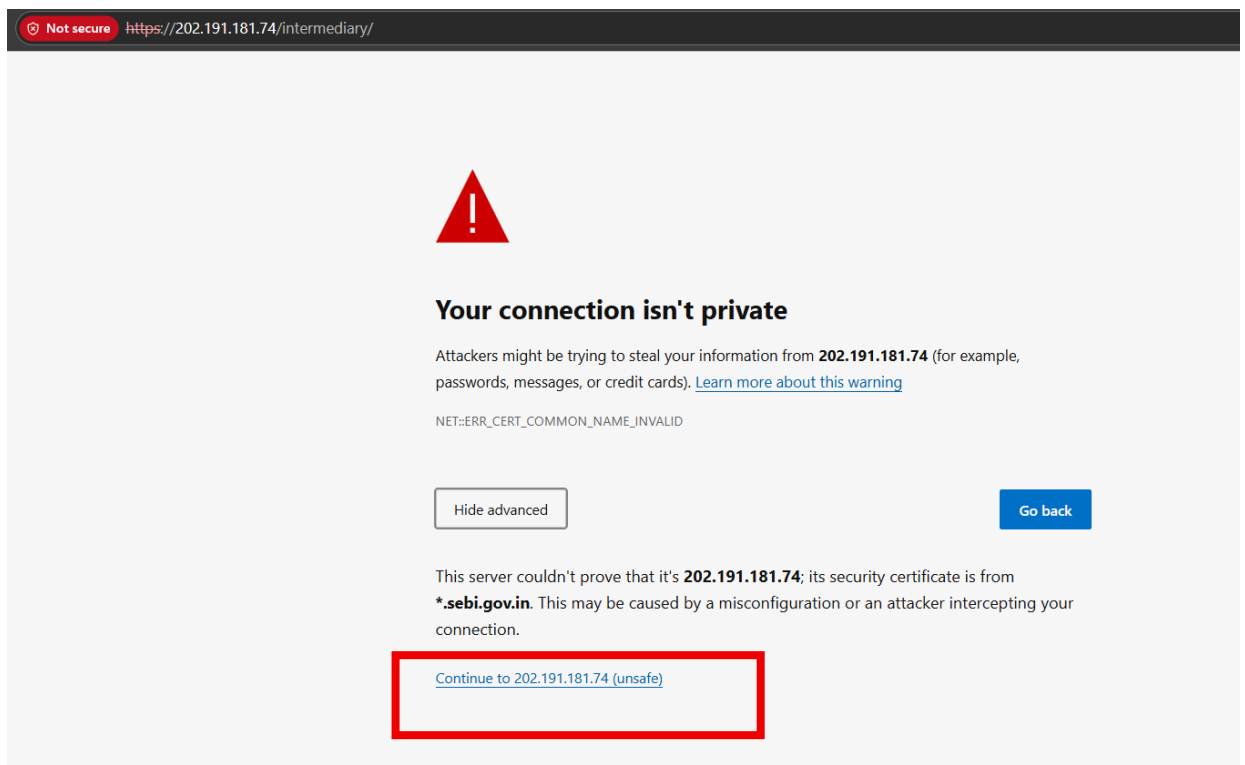 Not secure https://202.191.181.74/intermediary/
Your connection isn't private
Attackers might be trying to steal your information from 202.191.181.74 (for example,
passwords, messages, or credit cards). Learn more about this warning
NET::ERR_CERT_COMMON_NAME_INVALID
Hide advanced
Go back
This server couldn't prove that it's 202.191.181.74; its security certificate is from
*.sebi.gov.in. This may be caused by a misconfiguration or an attacker intercepting your
connection.
Continue to 202.191.181.74 (unsafe)